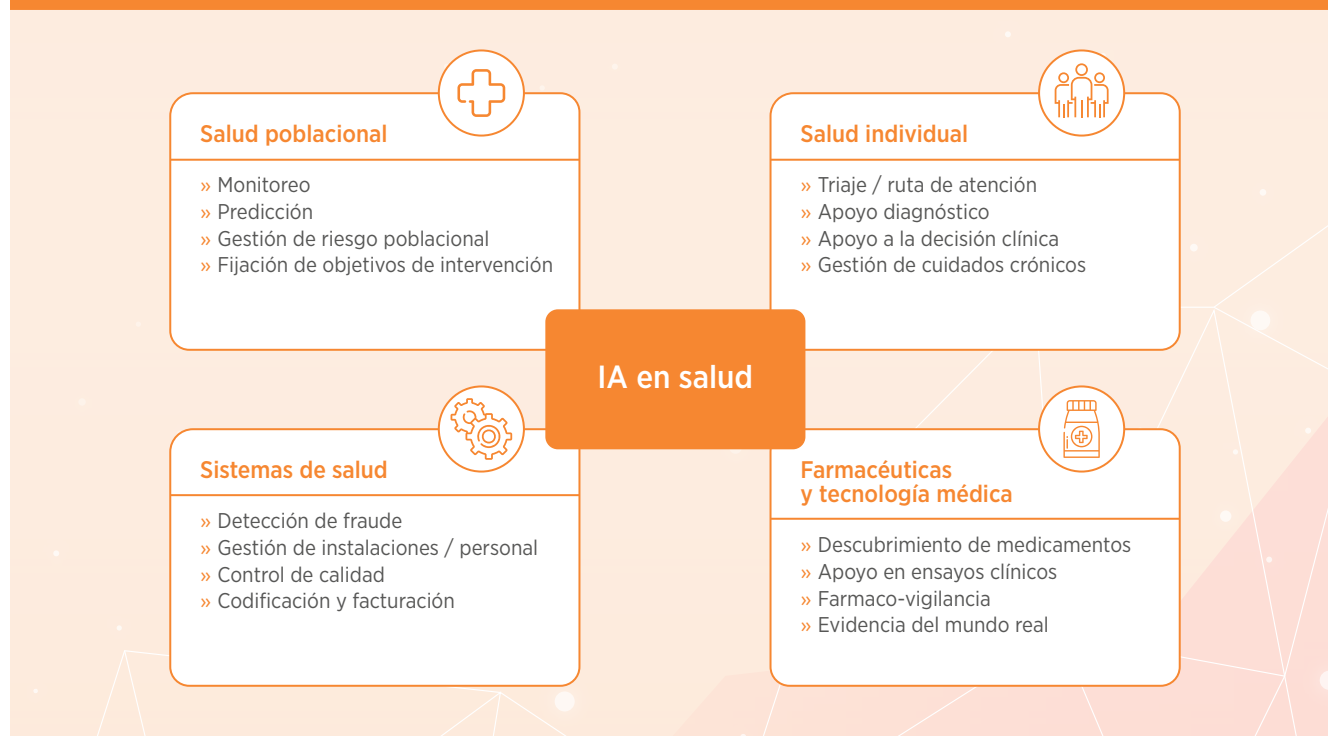 Salud poblacional
» Monitoreo
» Predicción
» Gestión de riesgo poblacional
» Fijación de objetivos de intervención
Salud individual
» Triaje / ruta de atención
» Apoyo diagnóstico
» Apoyo a la decisión clínica
» Gestión de cuidados crónicos
IA en salud
Sistemas de salud
» Detección de fraude
» Gestión de instalaciones / personal
» Control de calidad
» Codificación y facturación
Farmacéuticas
y tecnología médica
» Descubrimiento de medicamentos
» Apoyo en ensayos clínicos
» Farmaco-vigilancia
» Evidencia del mundo real